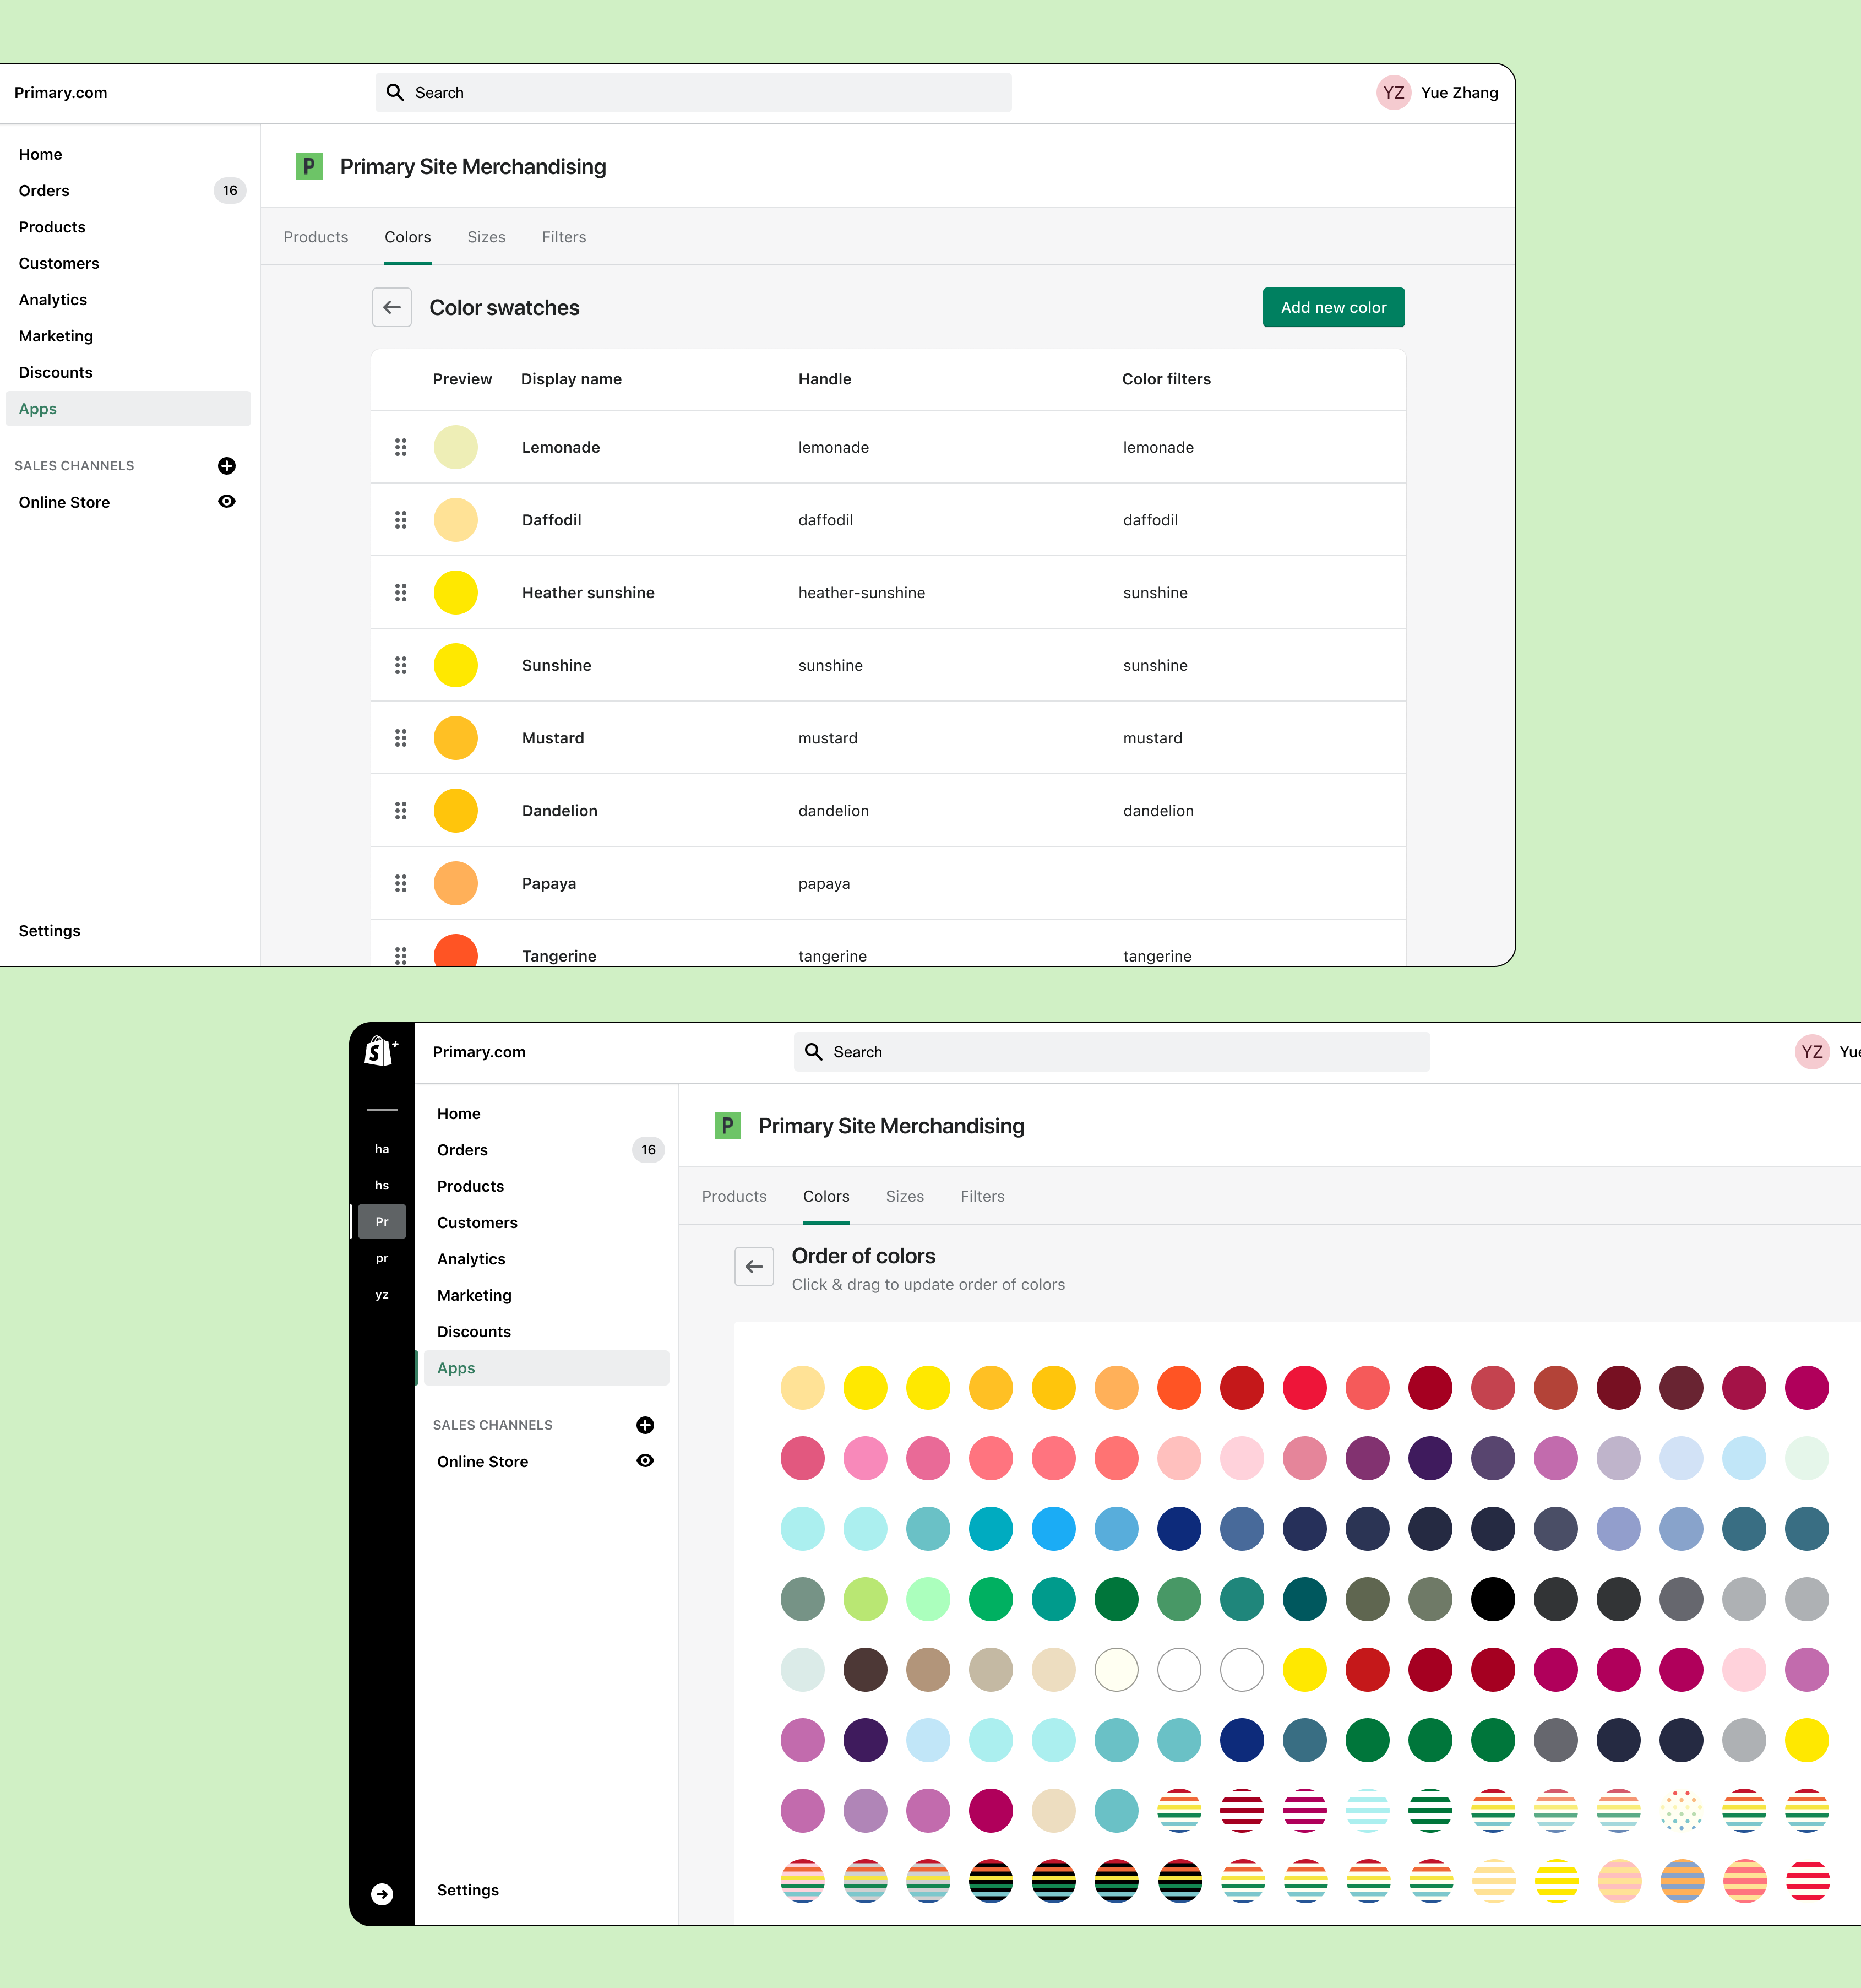 Primary.com
Search
YZ Yue Zhang
Home
Orders 16
Products
Customers
Analytics
Marketing
Discounts
Apps
SALES CHANNELS
Online Store
Settings
P Primary Site Merchandising
Products Colors Sizes Filters
Color swatches
Add new color
Preview Display name Handle Color filters
Lemonade lemonade lemonade
Daffodil daffodil daffodil
Heather sunshine heather-sunshine sunshine
Sunshine sunshine sunshine
Mustard mustard mustard
Dandelion dandelion dandelion
Papaya papaya
Tangerine tangerine tangerine
S+
ha
hs
Pr
pr
yz
Primary.com
Search
YZ Yue
Home
Orders 16
Products
Customers
Analytics
Marketing
Discounts
Apps
SALES CHANNELS
Online Store
Settings
P Primary Site Merchandising
Products Colors Sizes Filters
Order of colors
Click & drag to update order of colors